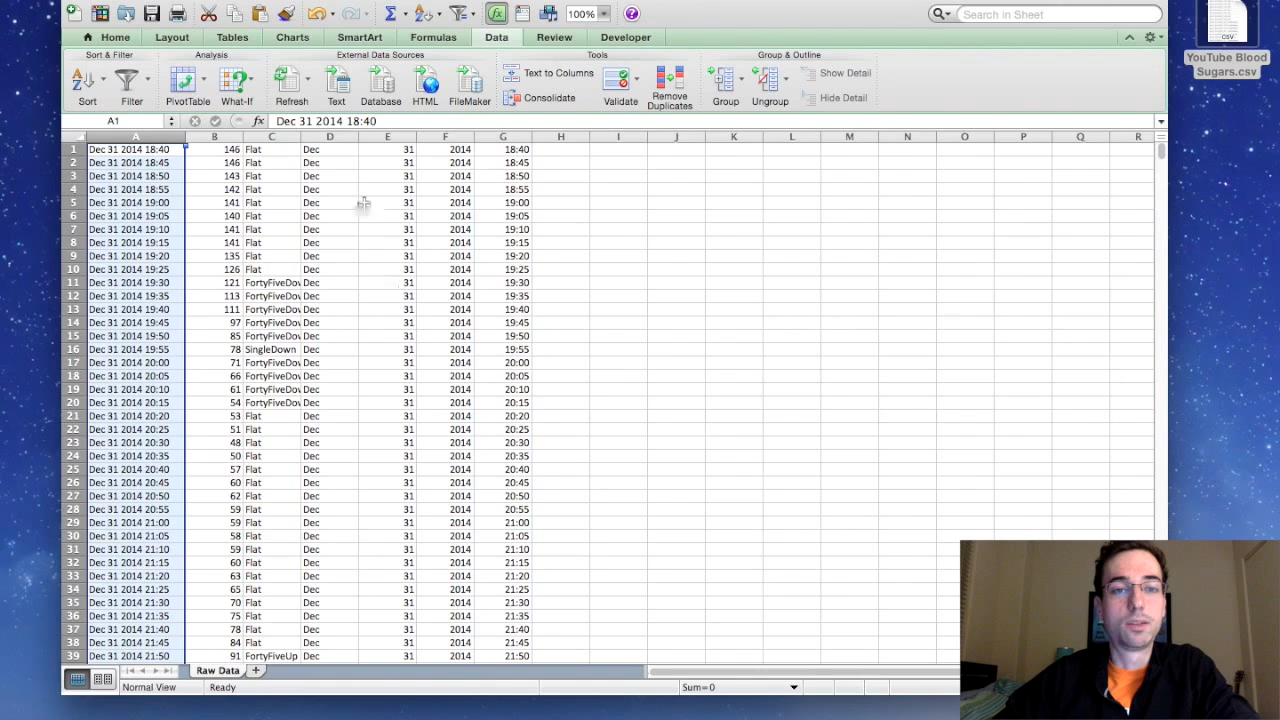 100%
Search in Sheet
Home Layout Tables Charts SmartArt Formulas Data Review Developer
Sort & Filter Analysis External Data Sources Tools Group & Outline
Sort Filter PivotTable What-If Refresh Text Database HTML FileMaker Text to Columns Consolidate Validate Remove Duplicates Group Ungroup Show Detail Hide Detail
A1 fx Dec 31 2014 18:40
A B C D E F G H I J K L M N O P Q R
1 Dec 31 2014 18:40 146 Flat Dec 31 2014 18:40
2 Dec 31 2014 18:45 146 Flat Dec 31 2014 18:45
3 Dec 31 2014 18:50 143 Flat Dec 31 2014 18:50
4 Dec 31 2014 18:55 142 Flat Dec 31 2014 18:55
5 Dec 31 2014 19:00 141 Flat Dec 31 2014 19:00
6 Dec 31 2014 19:05 140 Flat Dec 31 2014 19:05
7 Dec 31 2014 19:10 141 Flat Dec 31 2014 19:10
8 Dec 31 2014 19:15 141 Flat Dec 31 2014 19:15
9 Dec 31 2014 19:20 135 Flat Dec 31 2014 19:20
10 Dec 31 2014 19:25 126 Flat Dec 31 2014 19:25
11 Dec 31 2014 19:30 121 FortyFiveDov Dec 31 2014 19:30
12 Dec 31 2014 19:35 113 FortyFiveDov Dec 31 2014 19:35
13 Dec 31 2014 19:40 111 FortyFiveDov Dec 31 2014 19:40
14 Dec 31 2014 19:45 97 FortyFiveDov Dec 31 2014 19:45
15 Dec 31 2014 19:50 85 FortyFiveDov Dec 31 2014 19:50
16 Dec 31 2014 19:55 78 SingleDown Dec 31 2014 19:55
17 Dec 31 2014 20:00 71 FortyFiveDov Dec 31 2014 20:00
18 Dec 31 2014 20:05 66 FortyFiveDov Dec 31 2014 20:05
19 Dec 31 2014 20:10 61 FortyFiveDov Dec 31 2014 20:10
20 Dec 31 2014 20:15 54 FortyFiveDov Dec 31 2014 20:15
21 Dec 31 2014 20:20 53 Flat Dec 31 2014 20:20
22 Dec 31 2014 20:25 51 Flat Dec 31 2014 20:25
23 Dec 31 2014 20:30 48 Flat Dec 31 2014 20:30
24 Dec 31 2014 20:35 50 Flat Dec 31 2014 20:35
25 Dec 31 2014 20:40 57 Flat Dec 31 2014 20:40
26 Dec 31 2014 20:45 60 Flat Dec 31 2014 20:45
27 Dec 31 2014 20:50 62 Flat Dec 31 2014 20:50
28 Dec 31 2014 20:55 59 Flat Dec 31 2014 20:55
29 Dec 31 2014 21:00 59 Flat Dec 31 2014 21:00
30 Dec 31 2014 21:05 58 Flat Dec 31 2014 21:05
31 Dec 31 2014 21:10 59 Flat Dec 31 2014 21:10
32 Dec 31 2014 21:15 60 Flat Dec 31 2014 21:15
33 Dec 31 2014 21:20 63 Flat Dec 31 2014 21:20
34 Dec 31 2014 21:25 65 Flat Dec 31 2014 21:25
35 Dec 31 2014 21:30 70 Flat Dec 31 2014 21:30
36 Dec 31 2014 21:35 75 Flat Dec 31 2014 21:35
37 Dec 31 2014 21:40 78 Flat Dec 31 2014 21:40
38 Dec 31 2014 21:45 84 Flat Dec 31 2014 21:45
39 Dec 31 2014 21:50 91 FortyFiveUp Dec 31 2014 21:50
Raw Data
Normal View Ready Sum=0
CSV
YouTube Blood
Sugars.csv